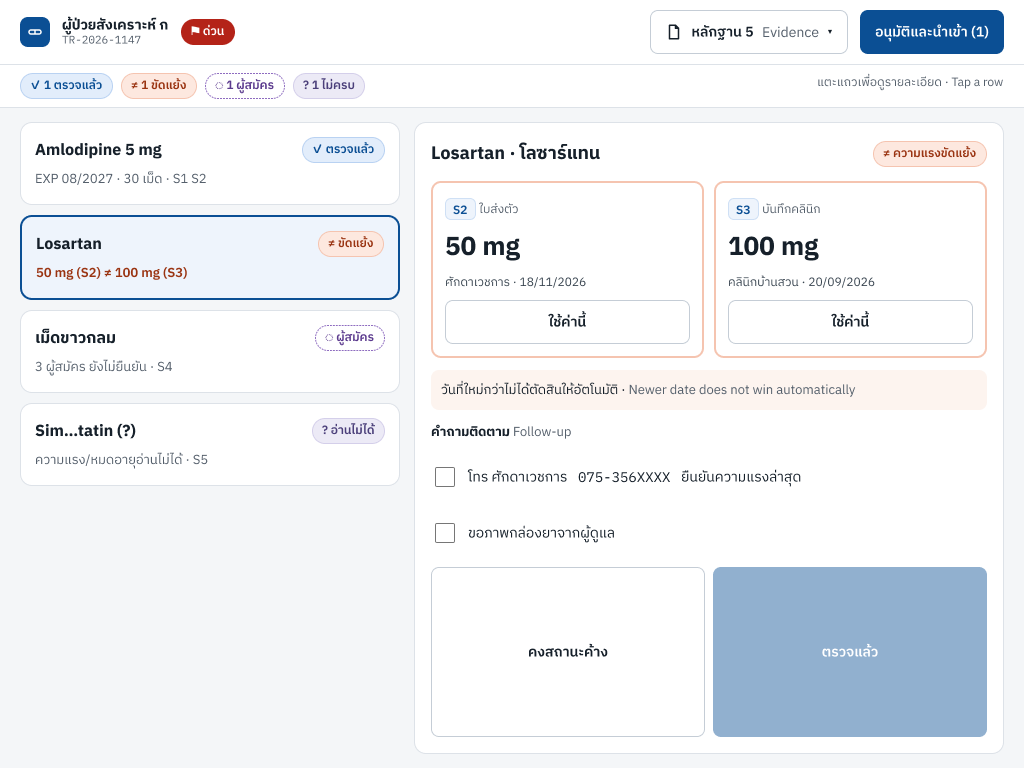 ผู้ป่วยสังเคราะห์ ก
TR-2026-1147
⚑ ด่วน
หลักฐาน 5 Evidence ▾
อนุมัติและนำเข้า (1)
✓ 1 ตรวจแล้ว
≠ 1 ขัดแย้ง
◌ 1 ผู้สมัคร
? 1 ไม่ครบ
แตะแถวเพื่อดูรายละเอียด · Tap a row
Amlodipine 5 mg
✓ ตรวจแล้ว
EXP 08/2027 · 30 เม็ด · S1 S2
Losartan
≠ ขัดแย้ง
50 mg (S2) ≠ 100 mg (S3)
เม็ดขาวกลม
◌ ผู้สมัคร
3 ผู้สมัคร ยังไม่ยืนยัน · S4
Sim…tatin (?)
? อ่านไม่ได้
ความแรง/หมดอายุอ่านไม่ได้ · S5
Losartan · โลซาร์แทน
≠ ความแรงขัดแย้ง
S2 ใบส่งตัว
50 mg
ศักดาเวชการ · 18/11/2026
ใช้ค่านี้
S3 บันทึกคลินิก
100 mg
คลินิกบ้านสวน · 20/09/2026
ใช้ค่านี้
วันที่ใหม่กว่าไม่ได้ตัดสินให้อัตโนมัติ · Newer date does not win automatically
คำถามติดตาม Follow-up
โทร ศักดาเวชการ 075-356XXXX ยืนยันความแรงล่าสุด
ขอภาพกล่องยาจากผู้ดูแล
คงสถานะค้าง
ตรวจแล้ว